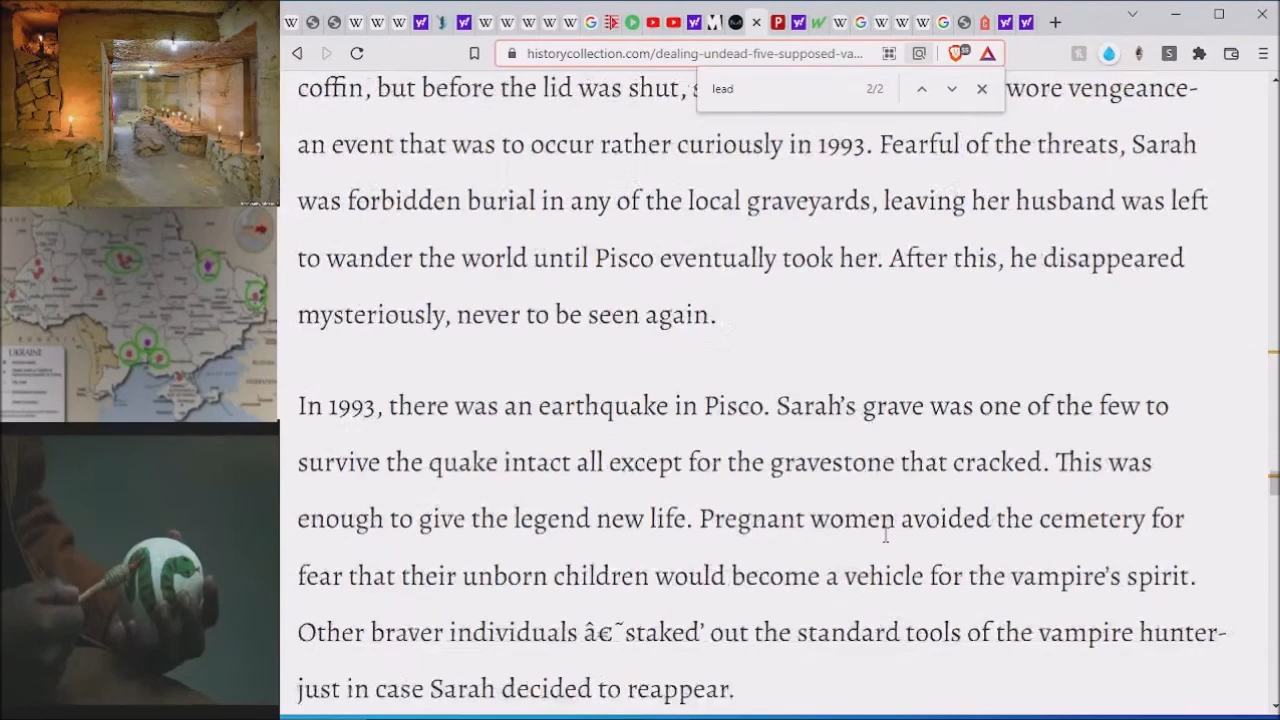 historycollection.com/dealing-undead-five-supposed-va...
lead
2/2
coffin, but before the lid was shut, s
wore vengeance-
an event that was to occur rather curiously in 1993. Fearful of the threats, Sarah
was forbidden burial in any of the local graveyards, leaving her husband was left
to wander the world until Pisco eventually took her. After this, he disappeared
mysteriously, never to be seen again.
In 1993, there was an earthquake in Pisco. Sarah's grave was one of the few to
survive the quake intact all except for the gravestone that cracked. This was
enough to give the legend new life. Pregnant women avoided the cemetery for
fear that their unborn children would become a vehicle for the vampire's spirit.
Other braver individuals â€˜staked’ out the standard tools of the vampire hunter-
just in case Sarah decided to reappear.
UKRAINE